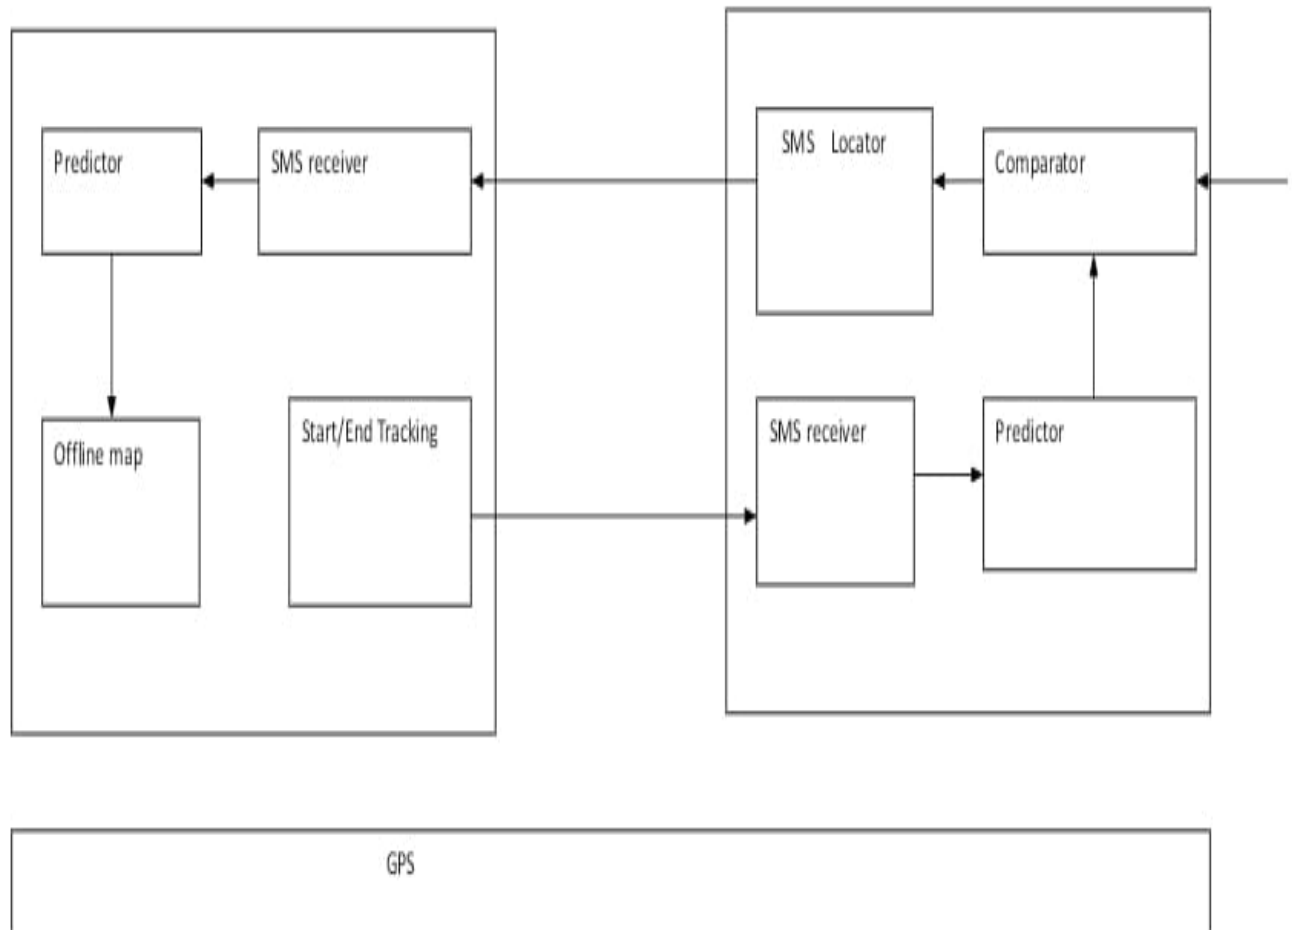 Predictor
SMS receiver
SMS Locator
Comparator
Offline map
Start/End Tracking
SMS receiver
Predictor
GPS